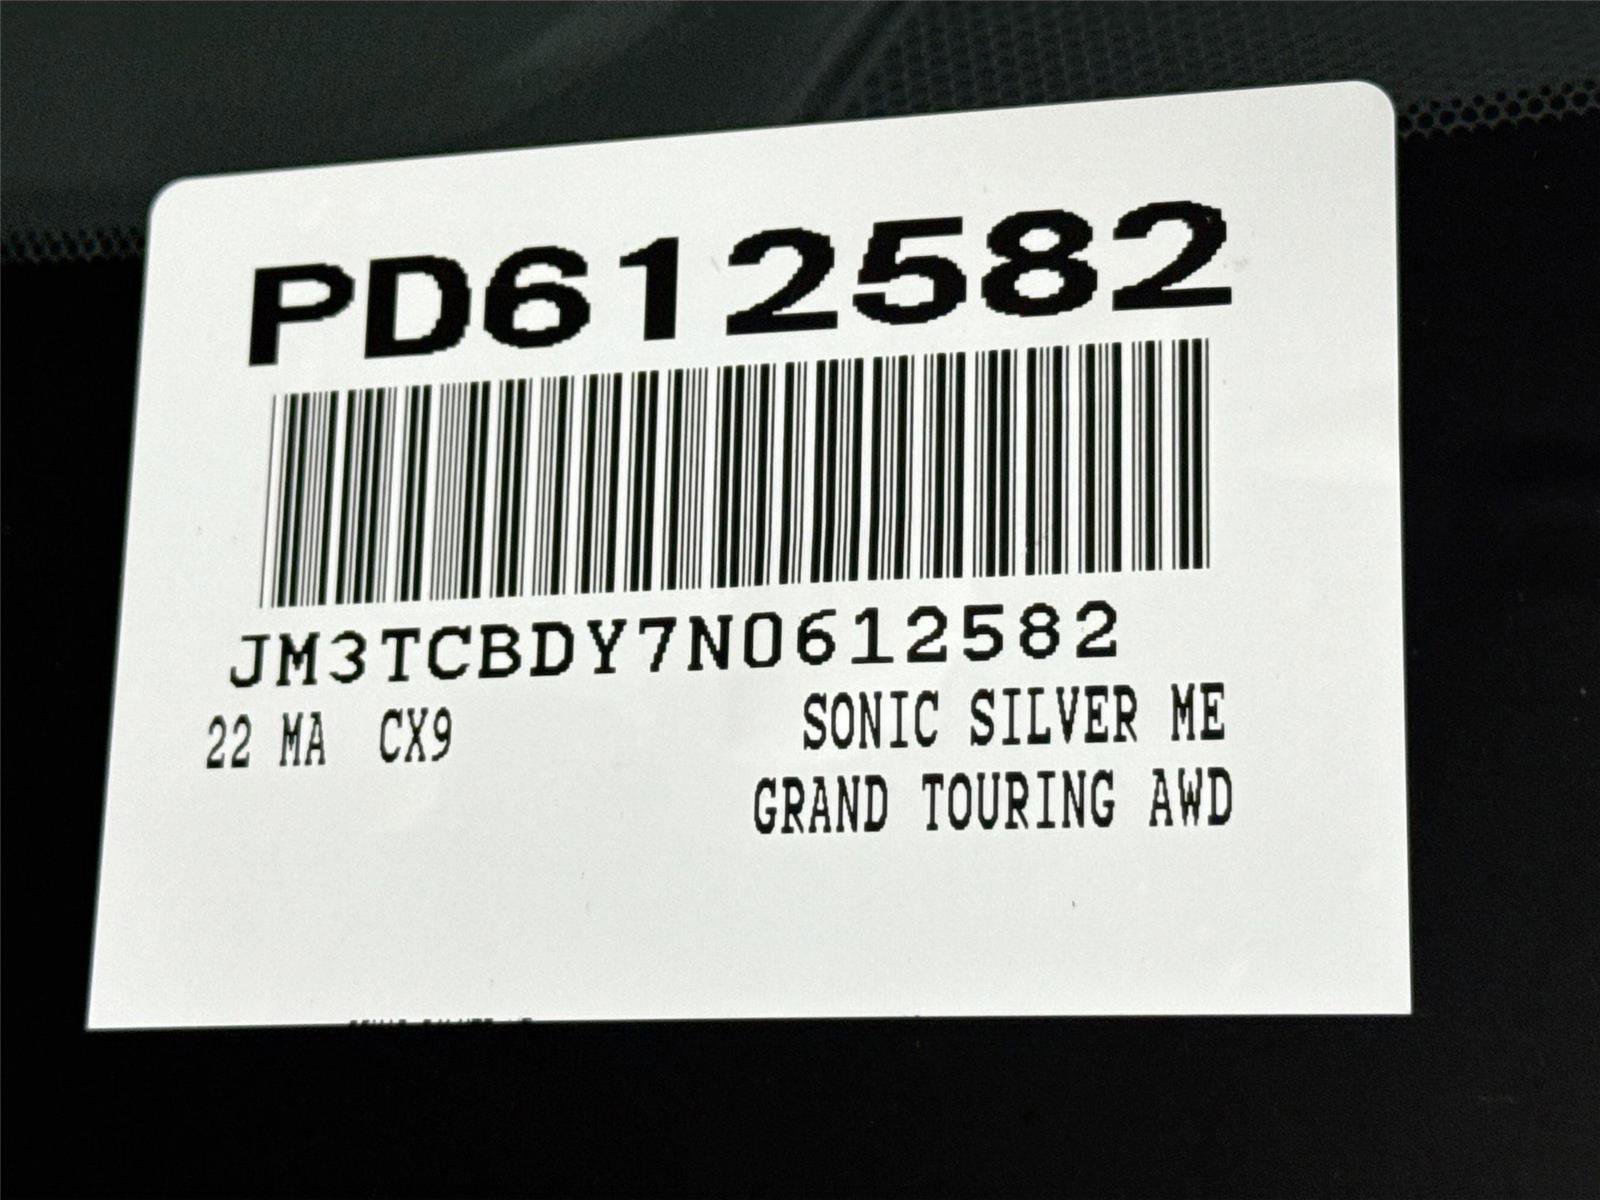 PD612582
JM3TCBDY7N0612582
22 MA CX9
SONIC SILVER ME
GRAND TOURING AWD